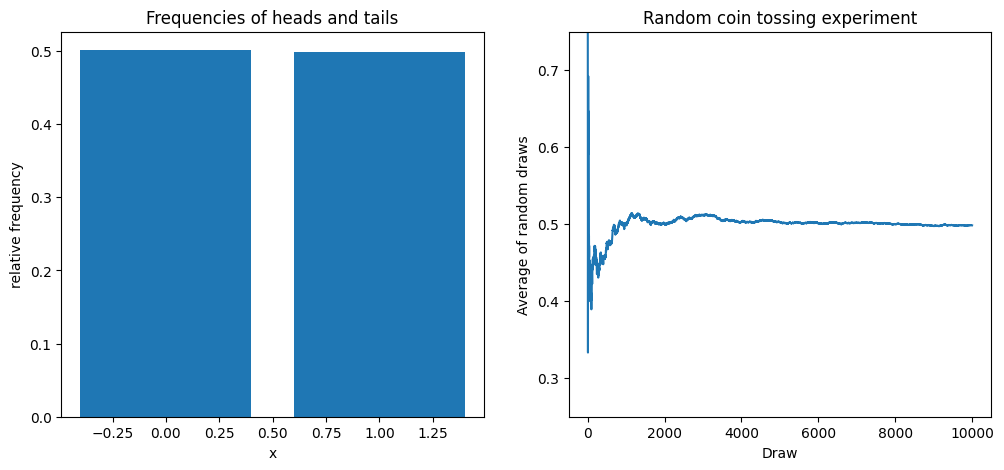 Frequencies of heads and tails
relative frequency
0.5
0.4
0.3
0.2
0.1
0.0
−0.25 0.00 0.25 0.50 0.75 1.00 1.25
x
Random coin tossing experiment
Average of random draws
0.7
0.6
0.5
0.4
0.3
0 2000 4000 6000 8000 10000
Draw